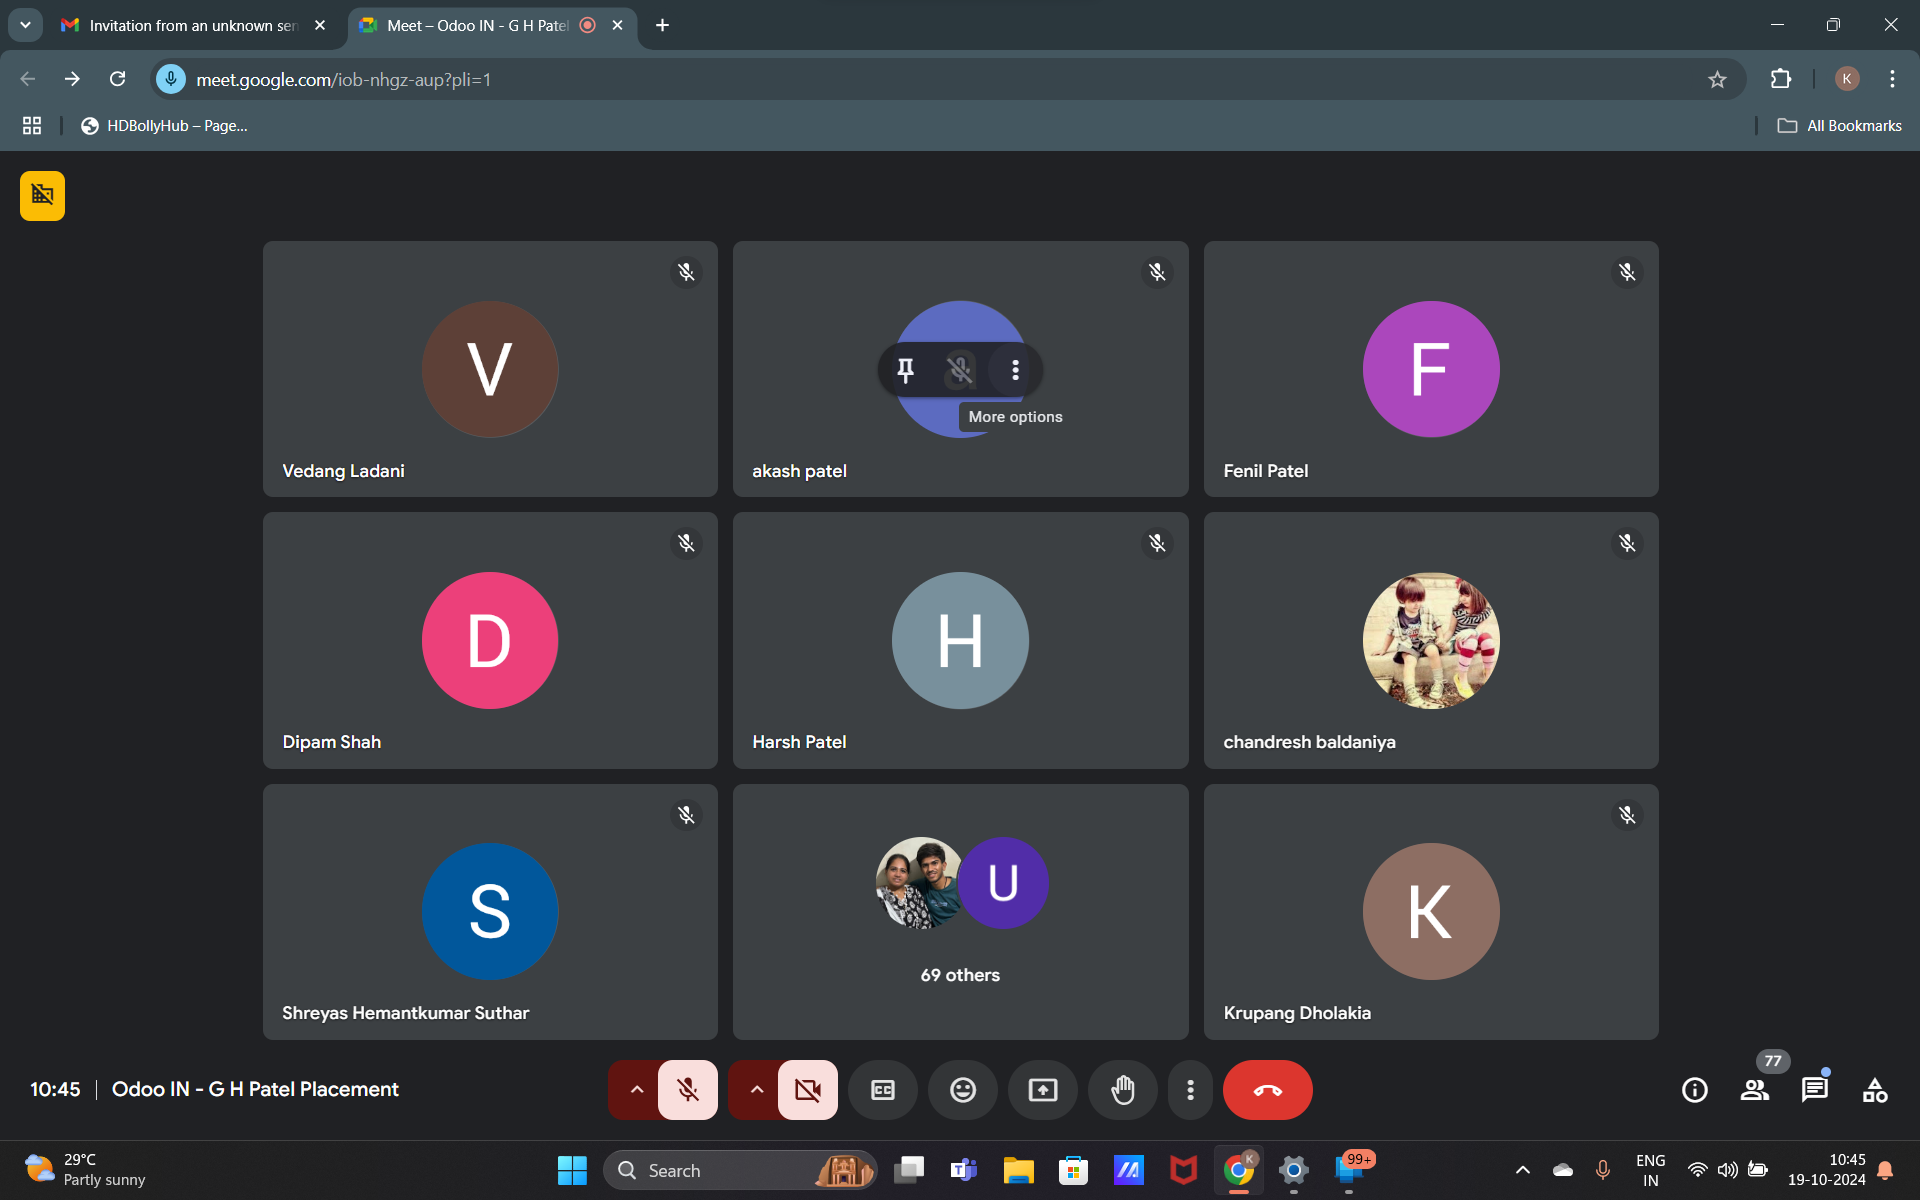 Invitation from an unknown sen
Meet – Odoo IN - G H Patel
meet.google.com/iob-nhgz-aup?pli=1
K
HDBollyHub – Page...
All Bookmarks
V
Vedang Ladani
a
More options
akash patel
F
Fenil Patel
D
Dipam Shah
H
Harsh Patel
chandresh baldaniya
S
Shreyas Hemantkumar Suthar
U
69 others
K
Krupang Dholakia
10:45
Odoo IN - G H Patel Placement
CC
77
29°C
Partly sunny
Search
T
K
99+
ENG
IN
10:45
19-10-2024